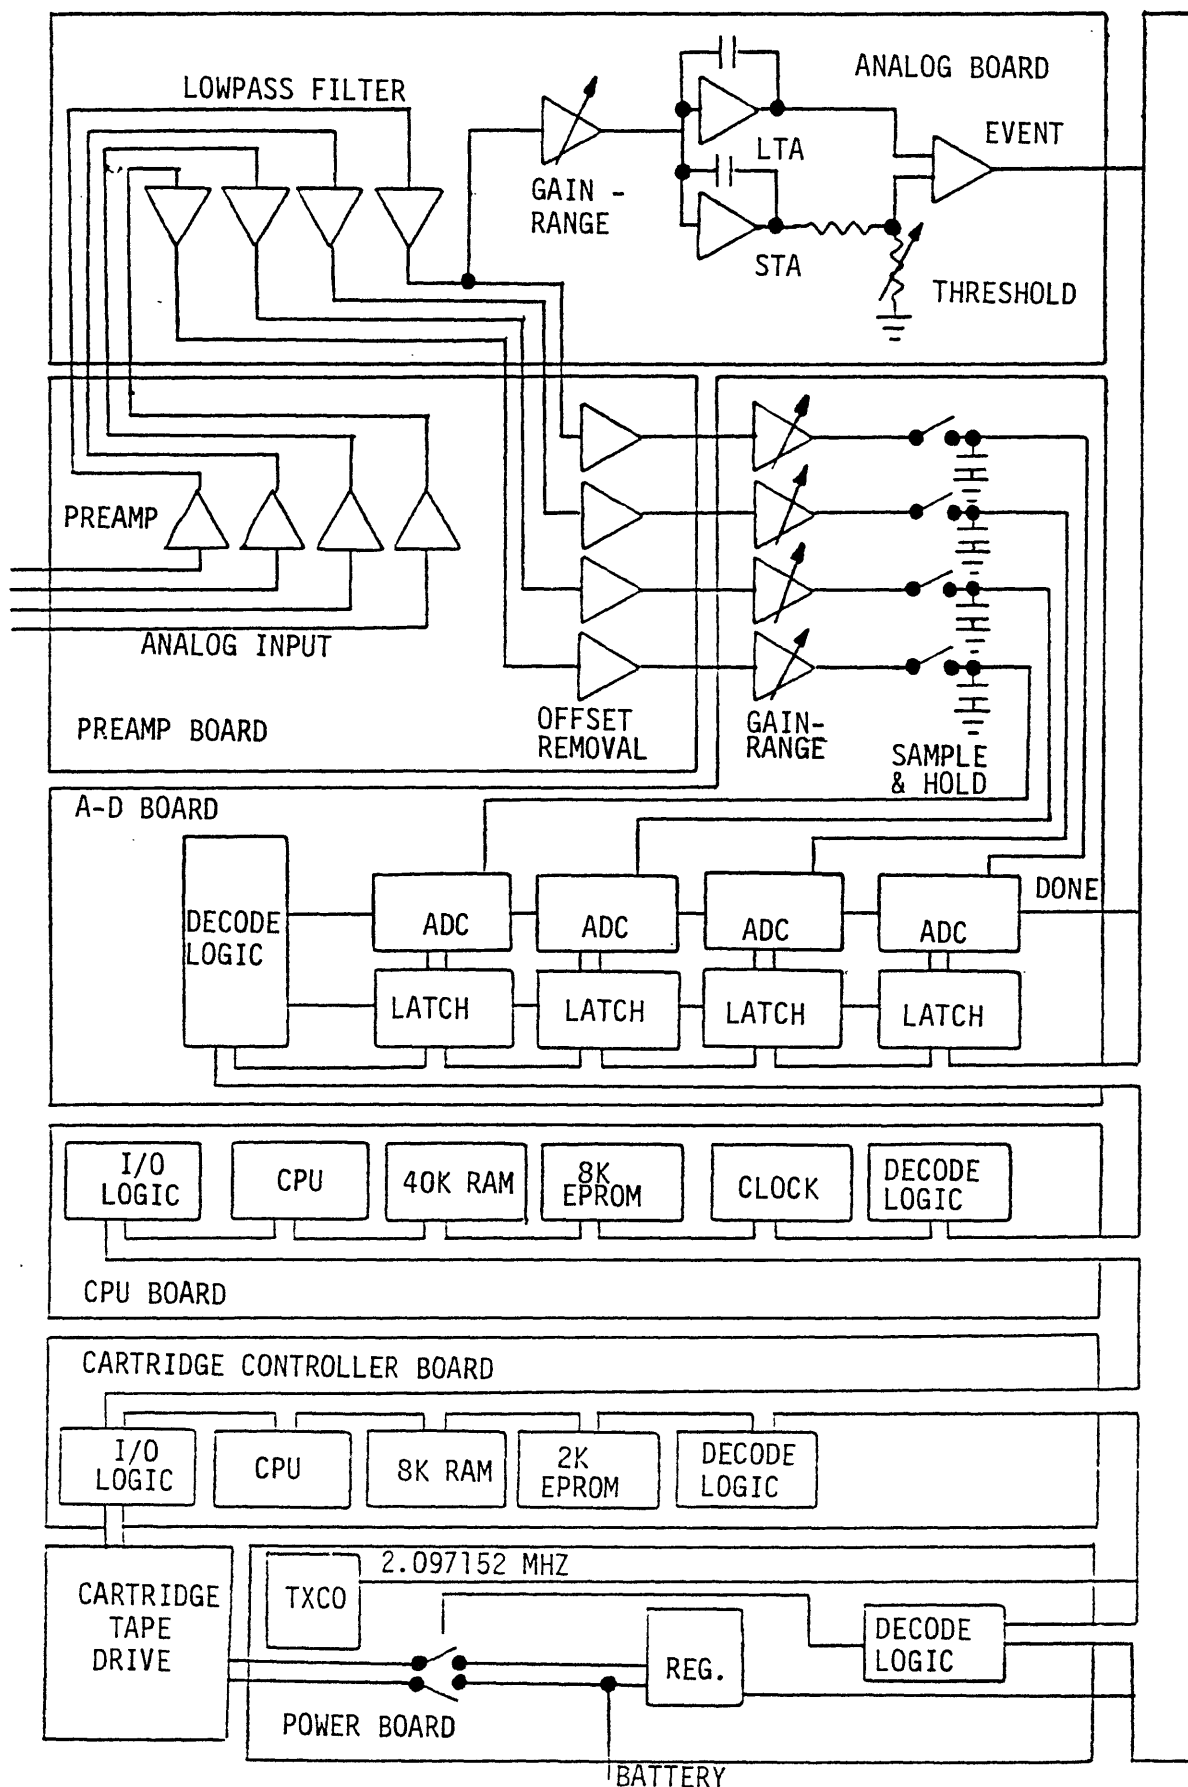 LOWPASS FILTER
ANALOG BOARD
EVENT
LTA
GAIN -
RANGE
STA
THRESHOLD
PREAMP
ANALOG INPUT
PREAMP BOARD
OFFSET
REMOVAL
GAIN-
RANGE
SAMPLE
& HOLD
A-D BOARD
DECODE
LOGIC
ADC
ADC
ADC
ADC
DONE
LATCH
LATCH
LATCH
LATCH
I/O
LOGIC
CPU
40K RAM
8K
EPROM
CLOCK
DECODE
LOGIC
CPU BOARD
CARTRIDGE CONTROLLER BOARD
I/O
LOGIC
CPU
8K RAM
2K
EPROM
DECODE
LOGIC
CARTRIDGE
TAPE
DRIVE
TXCO
2.097152 MHZ
REG.
DECODE
LOGIC
POWER BOARD
BATTERY